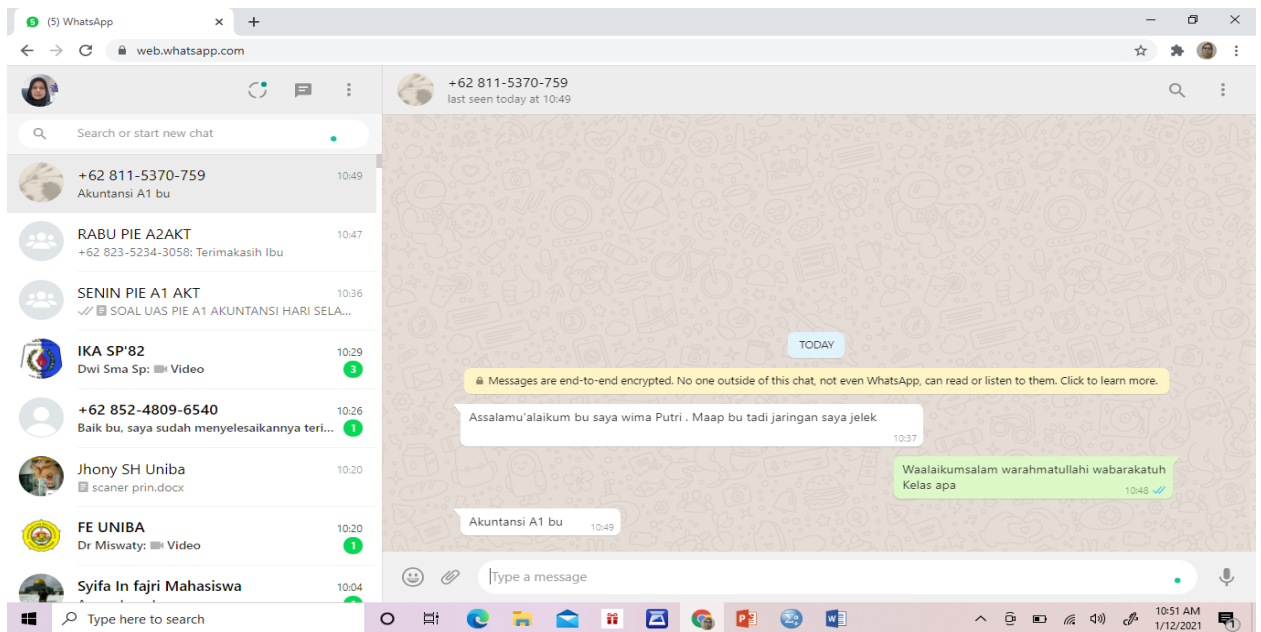 5 (5) WhatsApp
web.whatsapp.com
Search or start new chat
+62 811-5370-759 10:49
Akuntansi A1 bu
RABU PIE A2AKT 10:47
+62 823-5234-3058: Terimakasih Ibu
SENIN PIE A1 AKT 10:36
SOAL UAS PIE A1 AKUNTANSI HARI SELA...
IKA SP'82 10:29
Dwi Sma Sp: Video 3
+62 852-4809-6540 10:26
Baik bu, saya sudah menyelesaikannya teri... 1
Jhony SH Uniba 10:20
scaner prin.docx
FE UNIBA 10:20
Dr Miswaty: Video 1
Syifa In fajri Mahasiswa 10:04
+62 811-5370-759
last seen today at 10:49
TODAY
Messages are end-to-end encrypted. No one outside of this chat, not even WhatsApp, can read or listen to them. Click to learn more.
Assalamu'alaikum bu saya wima Putri . Maap bu tadi jaringan saya jelek
10:37
Waalaikumsalam warahmatullahi wabarakatuh
Kelas apa
10:48
Akuntansi A1 bu 10:49
Type a message
Type here to search
10:51 AM
1/12/2021
1